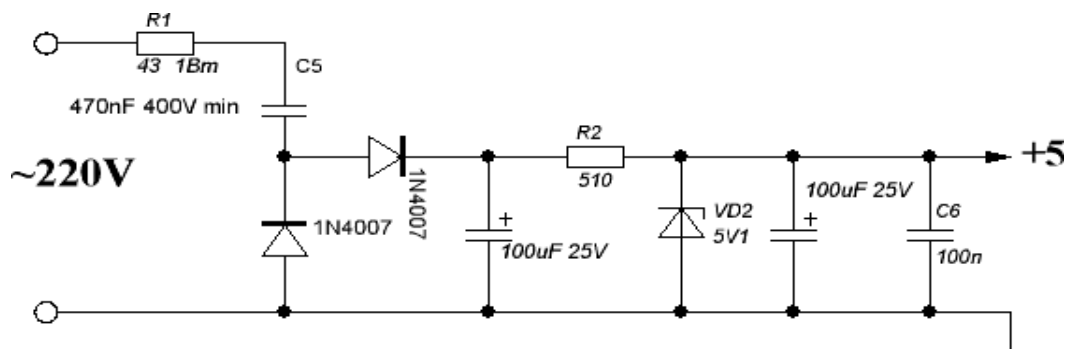 R1
43 1Bm
C5
470nF 400V min
~220V
1N4007
1N4007
R2
510
100uF 25V
+
VD2
5V1
100uF 25V
+
C6
100n
+5